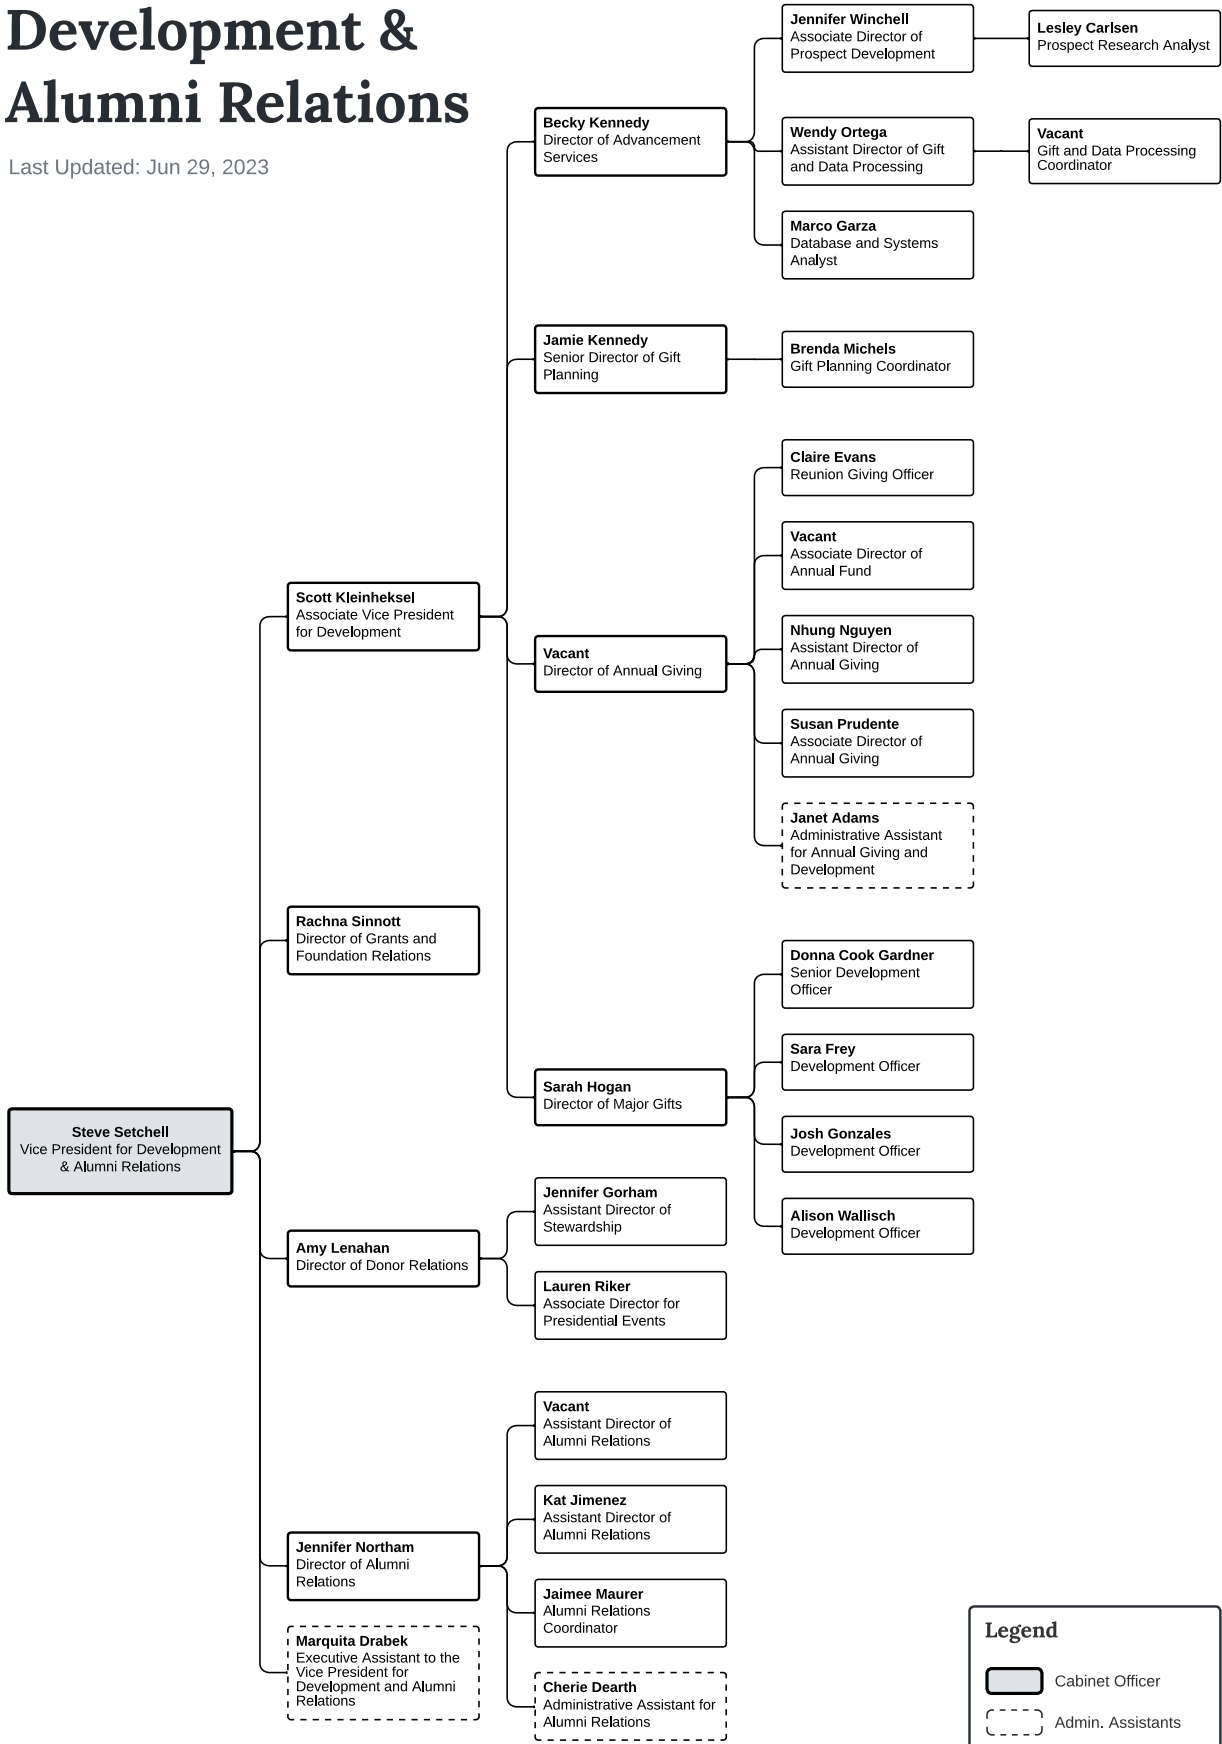 Development &
Alumni Relations
Last Updated: Jun 29, 2023
Jennifer Winchell
Associate Director of
Prospect Development
Lesley Carlsen
Prospect Research Analyst
Becky Kennedy
Director of Advancement
Services
Wendy Ortega
Assistant Director of Gift
and Data Processing
Vacant
Gift and Data Processing
Coordinator
Marco Garza
Database and Systems
Analyst
Jamie Kennedy
Senior Director of Gift
Planning
Brenda Michels
Gift Planning Coordinator
Claire Evans
Reunion Giving Officer
Vacant
Associate Director of
Annual Fund
Scott Kleinheksel
Associate Vice President
for Development
Vacant
Director of Annual Giving
Nhung Nguyen
Assistant Director of
Annual Giving
Susan Prudente
Associate Director of
Annual Giving
Janet Adams
Administrative Assistant
for Annual Giving and
Development
Rachna Sinnott
Director of Grants and
Foundation Relations
Donna Cook Gardner
Senior Development
Officer
Sara Frey
Development Officer
Sarah Hogan
Director of Major Gifts
Josh Gonzales
Development Officer
Alison Wallisch
Development Officer
Steve Setchell
Vice President for Development
& Alumni Relations
Jennifer Gorham
Assistant Director of
Stewardship
Amy Lenahan
Director of Donor Relations
Lauren Riker
Associate Director for
Presidential Events
Vacant
Assistant Director of
Alumni Relations
Kat Jimenez
Assistant Director of
Alumni Relations
Jennifer Northam
Director of Alumni
Relations
Jaimee Maurer
Alumni Relations
Coordinator
Marquita Drabek
Executive Assistant to the
Vice President for
Development and Alumni
Relations
Cherie Dearth
Administrative Assistant for
Alumni Relations
Legend
Cabinet Officer
Admin. Assistants